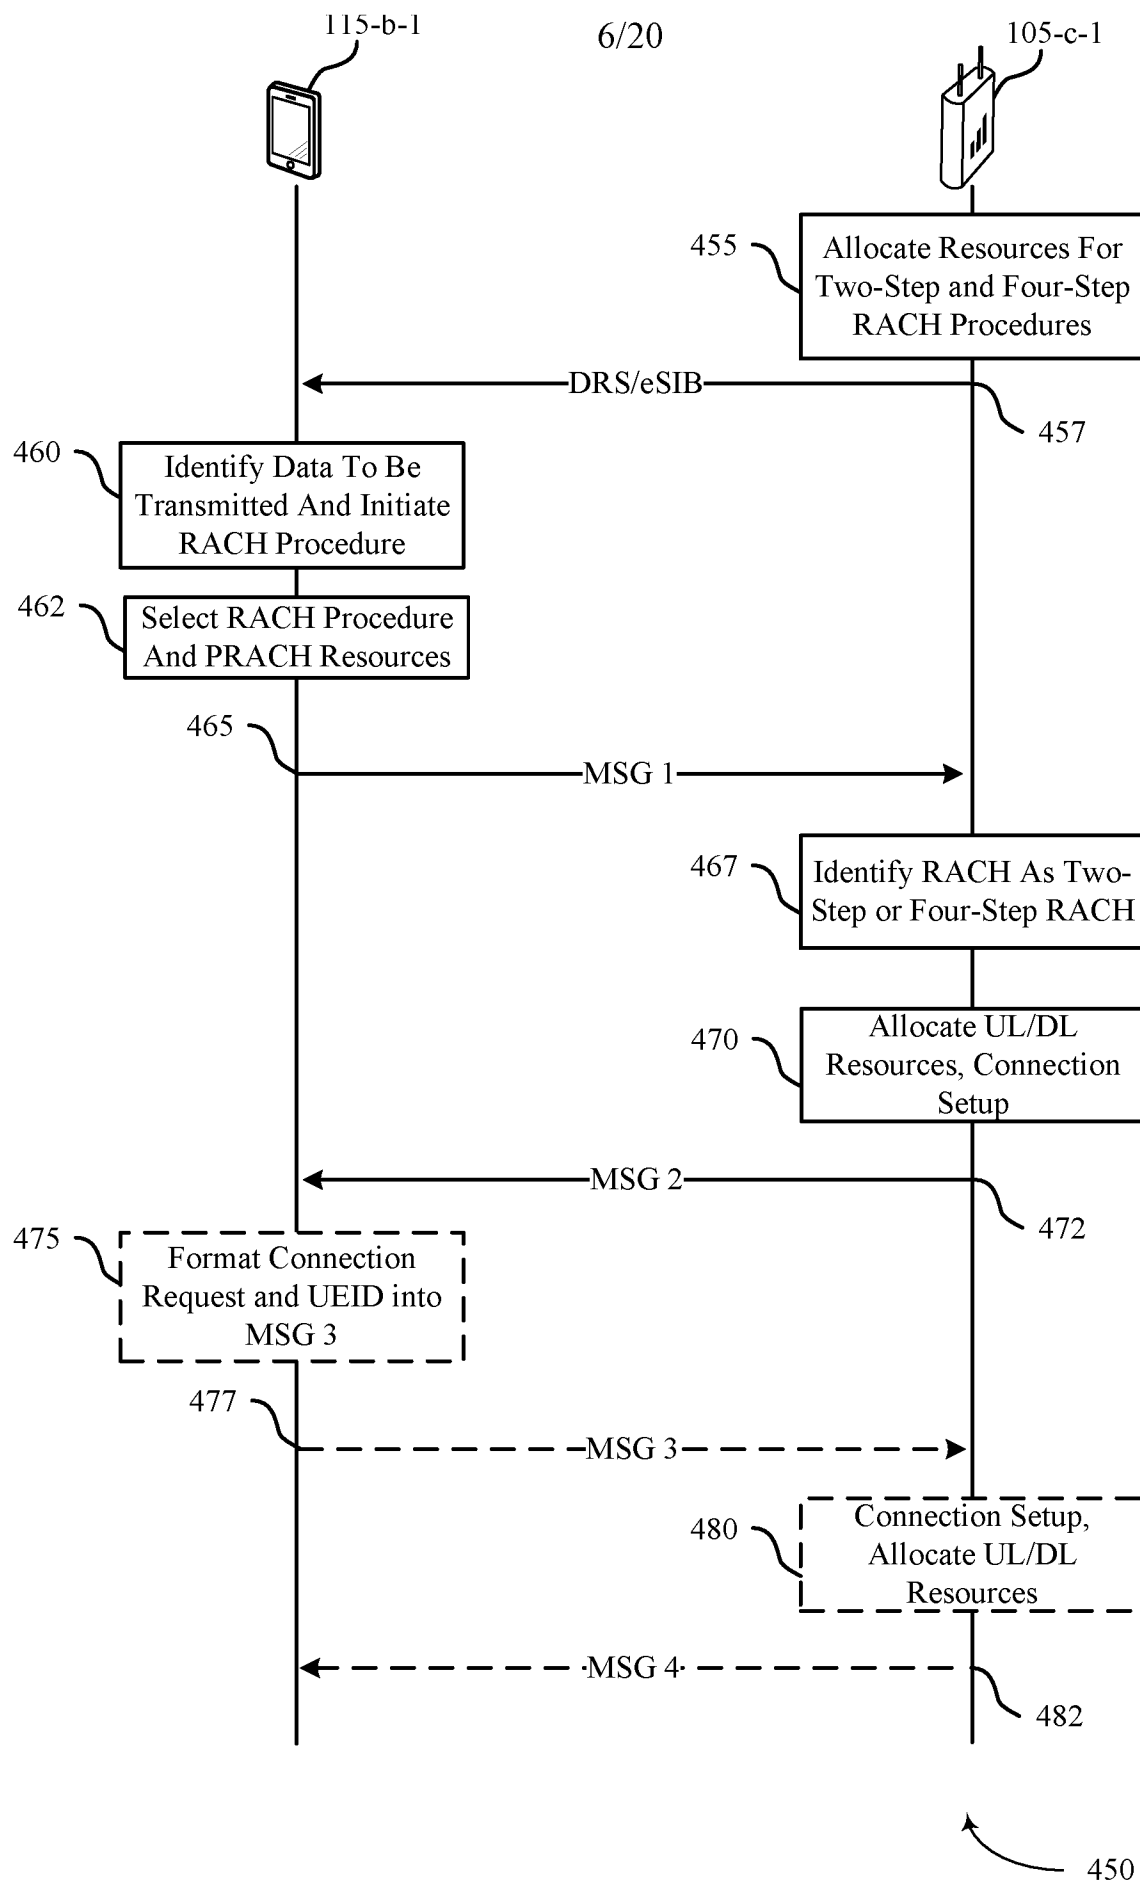 115-b-1
6/20
105-c-1
455
Allocate Resources For
Two-Step and Four-Step
RACH Procedures
DRS/eSIB
457
460
Identify Data To Be
Transmitted And Initiate
RACH Procedure
462
Select RACH Procedure
And PRACH Resources
465
MSG 1
467
Identify RACH As Two-
Step or Four-Step RACH
470
Allocate UL/DL
Resources, Connection
Setup
MSG 2
472
475
Format Connection
Request and UEID into
MSG 3
477
MSG 3
480
Connection Setup,
Allocate UL/DL
Resources
MSG 4
482
450